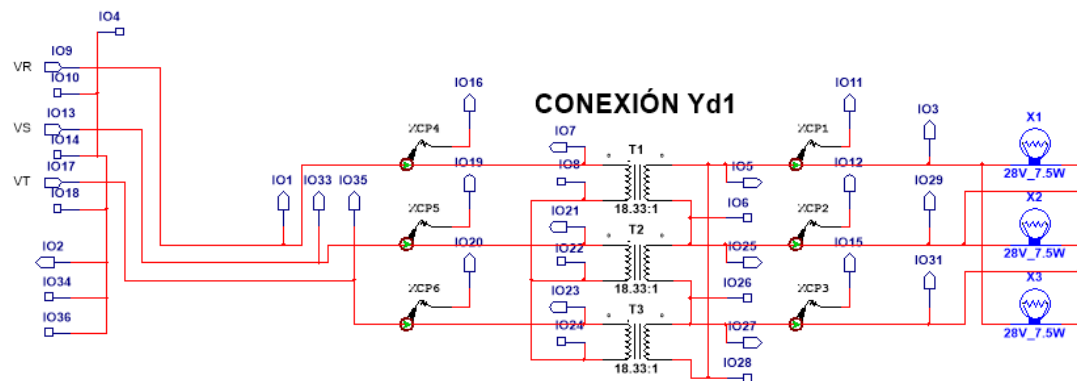 IO4
IO9
VR
IO10
IO16
CONEXIÓN Yd1
IO11
IO3
X1
IO13
VS
XCP4
IO7
T1
XCP1
IO14
IO8
IO17
IO19
IO5
IO12
28V_7.5W
VT
IO18
IO1
IO33
IO35
18.33:1
IO29
X2
XCP5
IO21
T2
IO6
XCP2
IO2
IO20
IO22
IO25
IO15
28V_7.5W
IO34
18.33:1
IO31
X3
IO36
XCP6
IO23
T3
IO26
XCP3
IO24
IO27
28V_7.5W
18.33:1
IO28